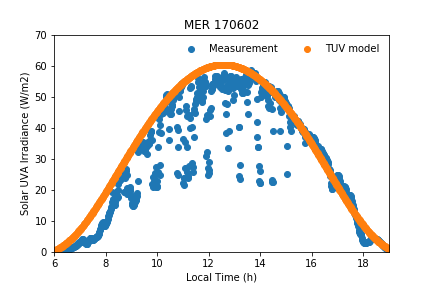 MER 170602
Measurement TUV model
Solar UVA Irradiance (W/m2)
70
60
50
40
30
20
10
0
6 8 10 12 14 16 18
Local Time (h)